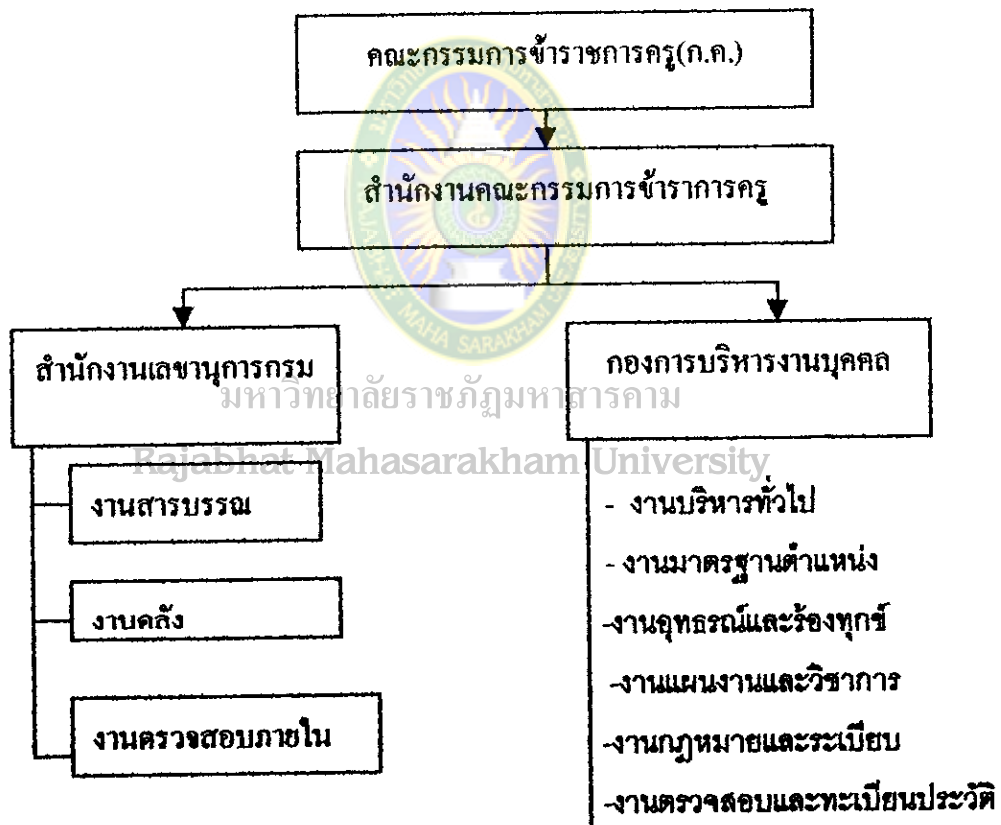 คณะกรรมการข้าราชการครู(ก.ค.)
สำนักงานคณะกรรมการข้าราการครู
สำนักงานเลขานุการกรม
กองการบริหารงานบุคคล
มหาวิทยาลัยราชภัฏมหาสารคาม
Rajabhat Mahasarakham University
งานสารบรรณ
งานคลัง
งานตรวจสอบภายใน
- งานบริหารทั่วไป
- งานมาตรฐานตำแหน่ง
-งานอุทธรณ์และร้องทุกข์
-งานแผนงานและวิชาการ
-งานกฎหมายและระเบียบ
-งานตรวจสอบและทะเบียนประวัติ
MAHA SARAKHAM